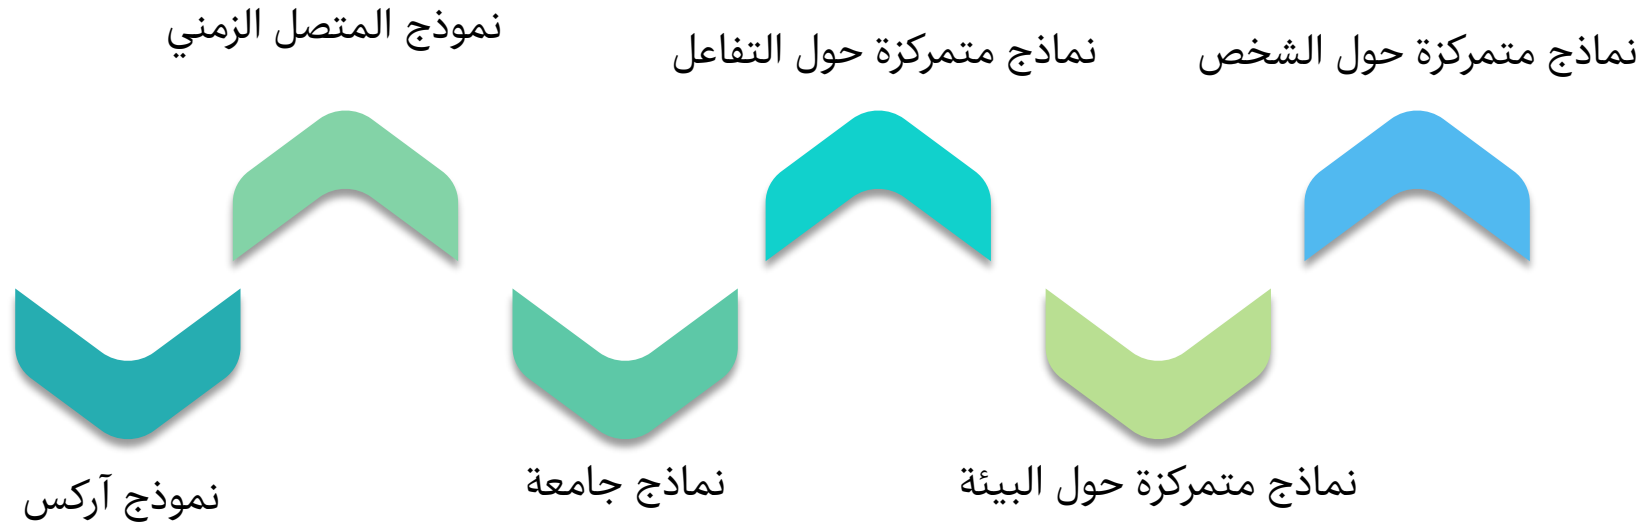 نماذج متمركزة حول الشخص
نماذج متمركزة حول البيئة
نماذج متمركزة حول التفاعل
نماذج جامعة
نموذج المتصل الزمني
نموذج آركس